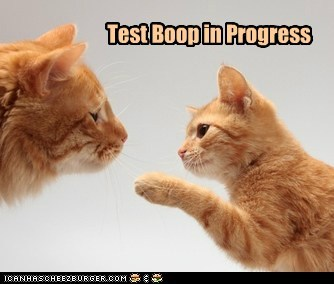 Test Boop in Progress
ICANHASCHEEZBURGER.COM